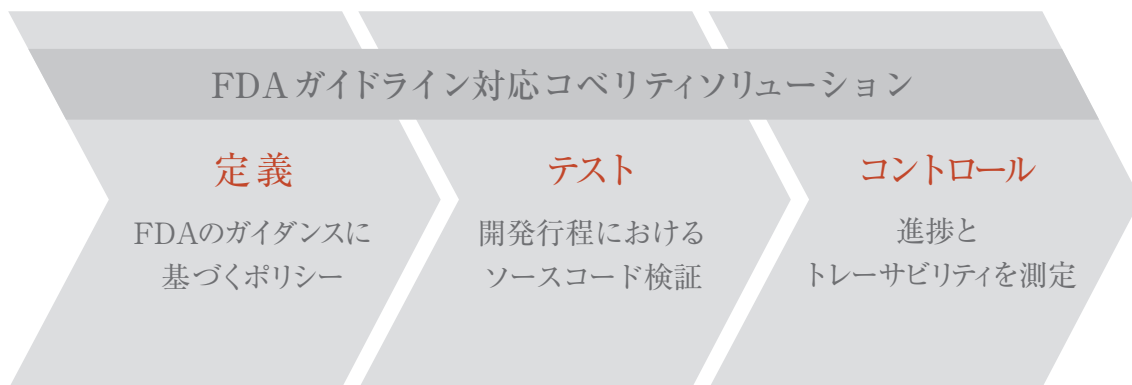 FDAガイドライン対応コベリティソリューション
定義
FDAのガイダンスに
基づくポリシー
テスト
開発行程における
ソースコード検証
コントロール
進捗と
トレーサビリティを測定